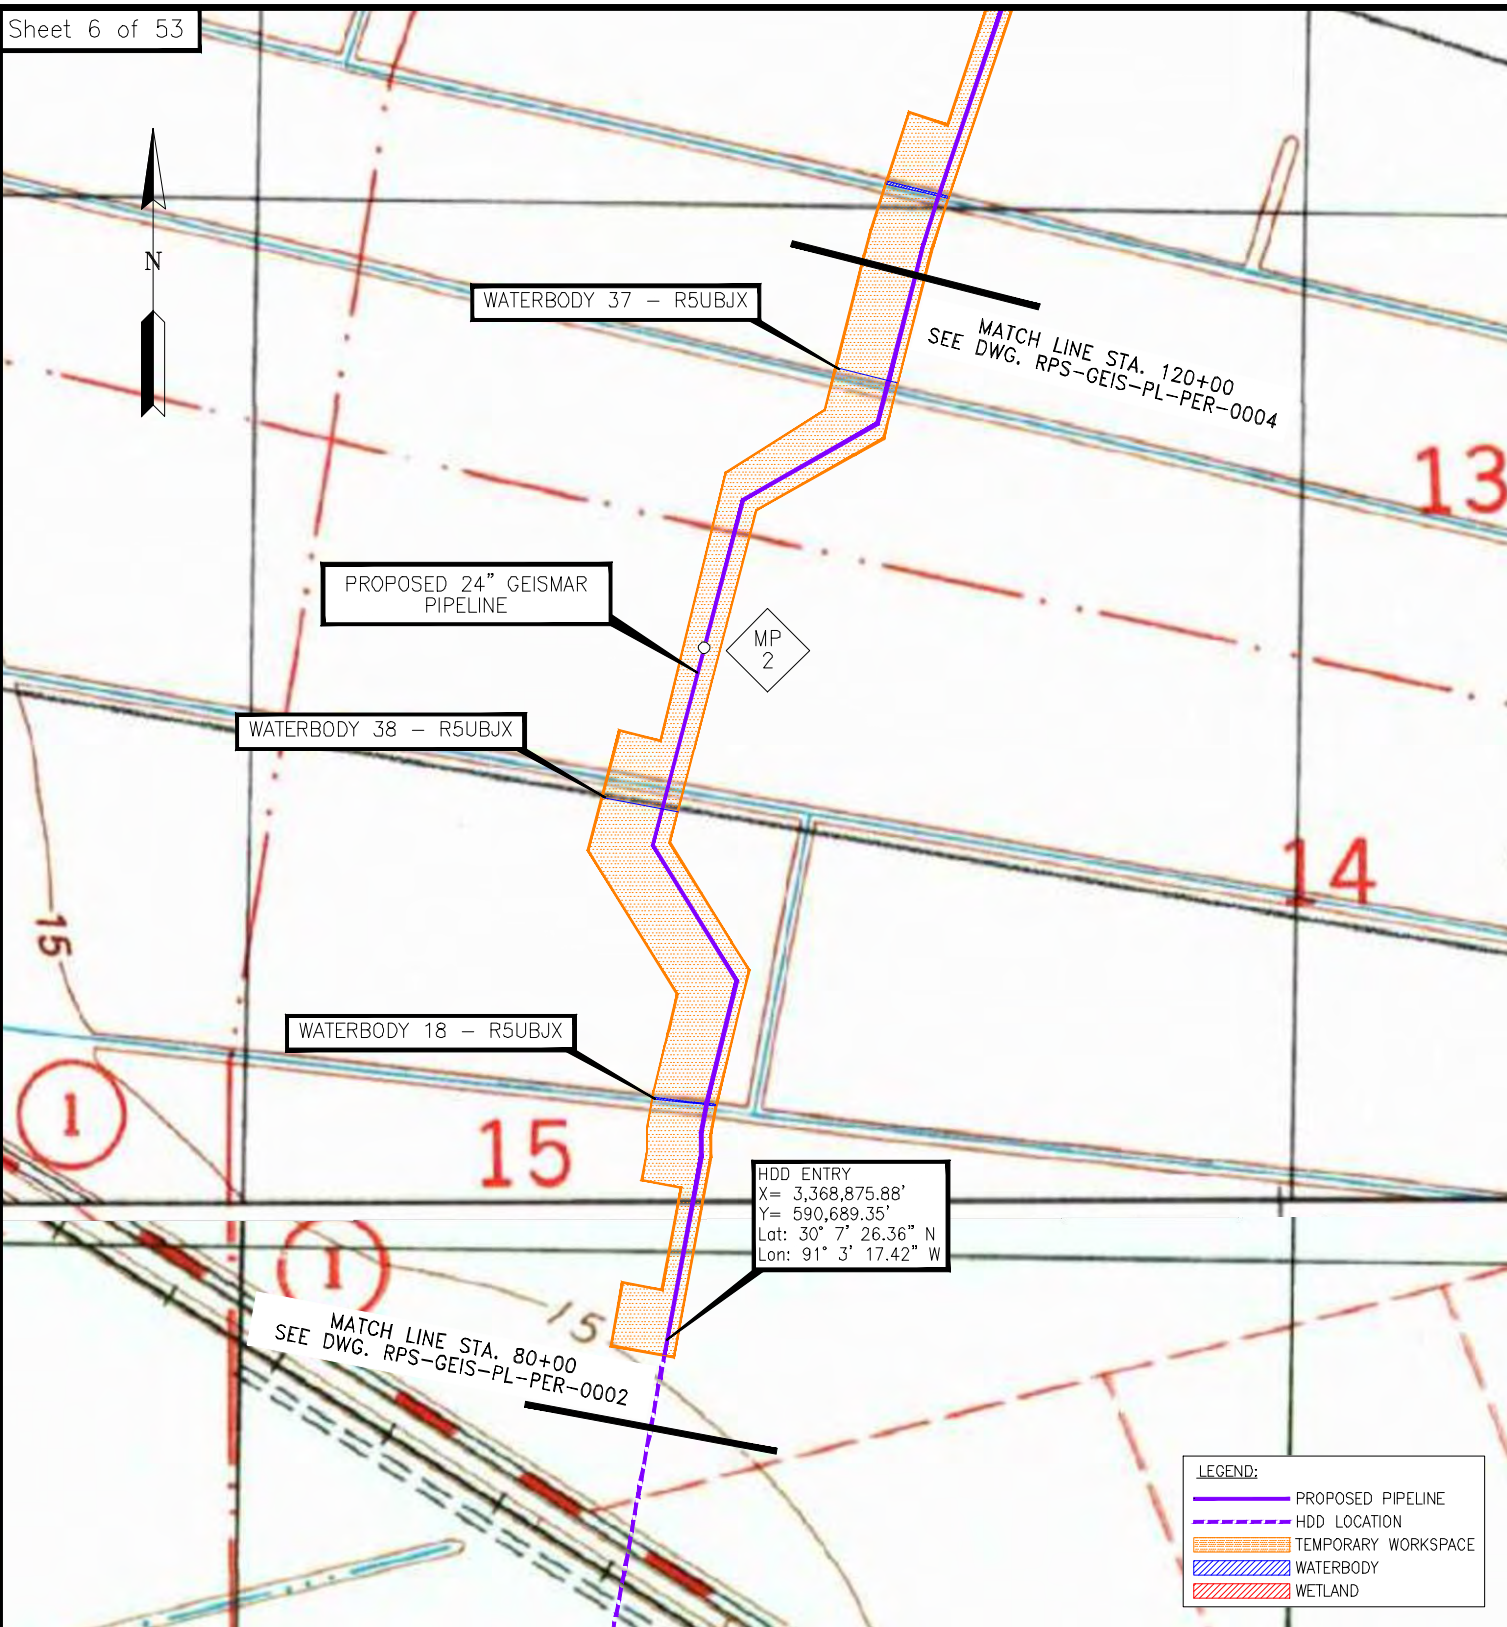 Sheet 6 of 53
N
WATERBODY 37 – R5UBJX
MATCH LINE STA. 120+00
SEE DWG. RPS-GEIS-PL-PER-0004
13
PROPOSED 24" GEISMAR
PIPELINE
MP
2
WATERBODY 38 – R5UBJX
14
15
WATERBODY 18 – R5UBJX
1
15
HDD ENTRY
X= 3,368,875.88'
Y= 590,689.35'
Lat: 30° 7' 26.36" N
Lon: 91° 3' 17.42" W
1
15
MATCH LINE STA. 80+00
SEE DWG. RPS-GEIS-PL-PER-0002
LEGEND:
PROPOSED PIPELINE
HDD LOCATION
TEMPORARY WORKSPACE
WATERBODY
WETLAND